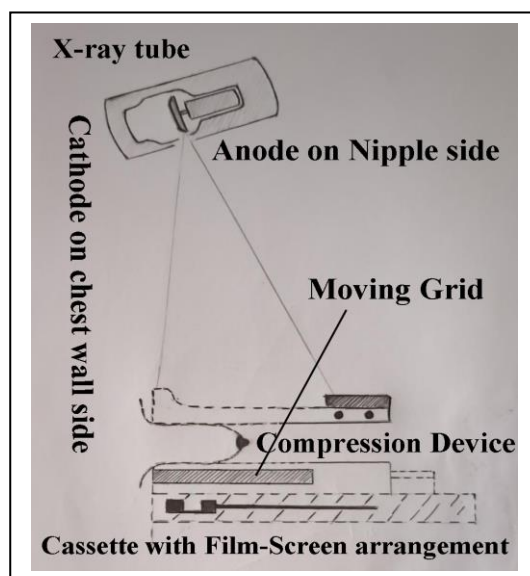 X-ray tube
Cathode on chest wall side
Anode on Nipple side
Moving Grid
Compression Device
Cassette with Film-Screen arrangement